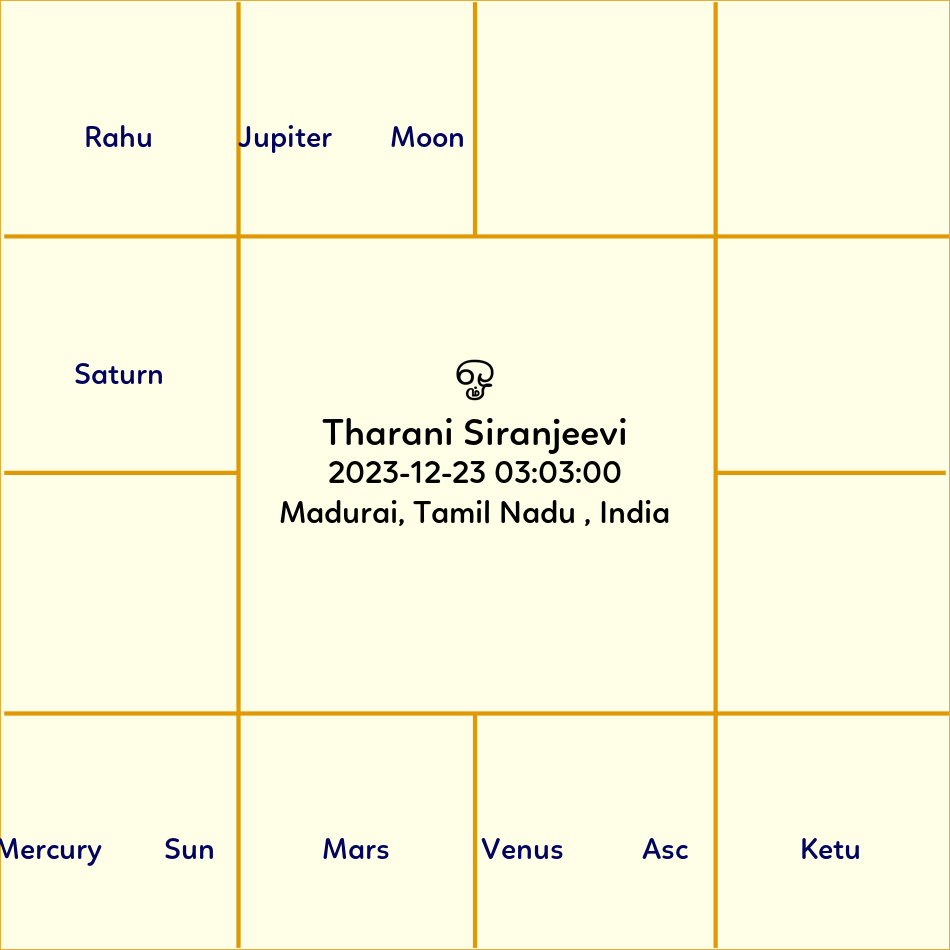 Rahu Jupiter Moon
Saturn
ௐ
Tharani Siranjeevi
2023-12-23 03:03:00
Madurai, Tamil Nadu , India
Mercury Sun Mars Venus Asc Ketu